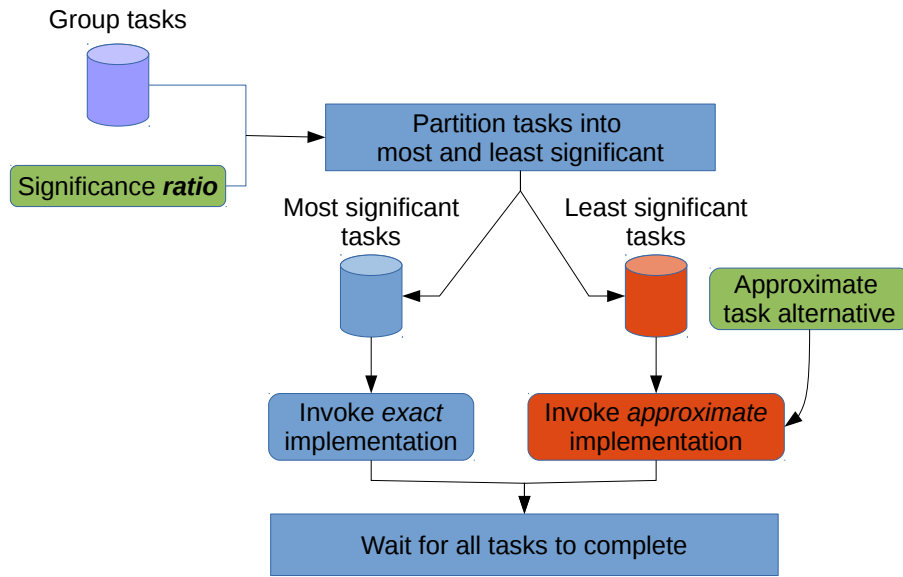 Group tasks
Partition tasks into
most and least significant
Significance ratio
Most significant
tasks
Least significant
tasks
Approximate
task alternative
Invoke exact
implementation
Invoke approximate
implementation
Wait for all tasks to complete